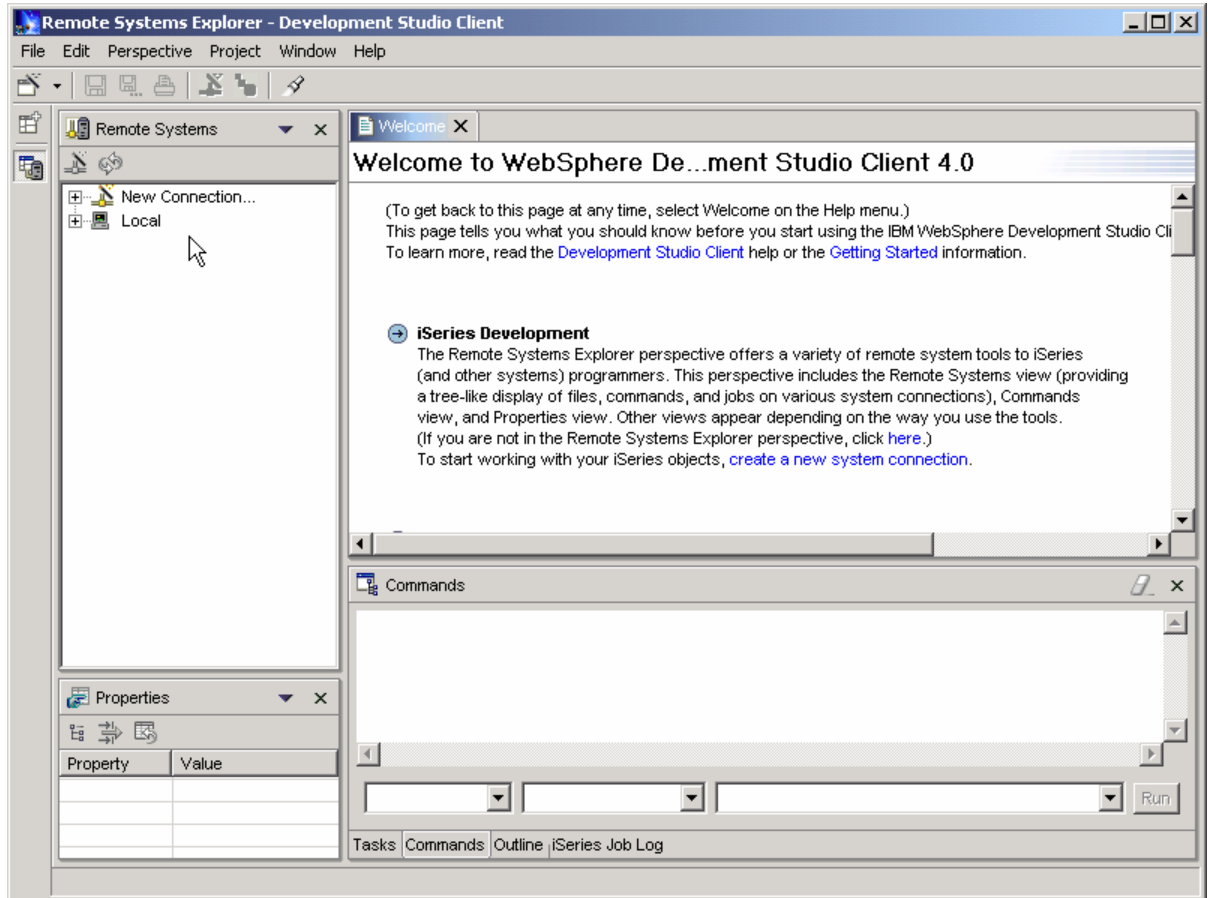 Remote Systems Explorer - Development Studio Client
File Edit Perspective Project Window Help
Remote Systems
New Connection...
Local
Welcome
Welcome to WebSphere De...ment Studio Client 4.0
(To get back to this page at any time, select Welcome on the Help menu.)
This page tells you what you should know before you start using the IBM WebSphere Development Studio Cli
To learn more, read the Development Studio Client help or the Getting Started information.
iSeries Development
The Remote Systems Explorer perspective offers a variety of remote system tools to iSeries
(and other systems) programmers. This perspective includes the Remote Systems view (providing
a tree-like display of files, commands, and jobs on various system connections), Commands
view, and Properties view. Other views appear depending on the way you use the tools.
(If you are not in the Remote Systems Explorer perspective, click here.)
To start working with your iSeries objects, create a new system connection.
Commands
Run
Tasks Commands Outline iSeries Job Log
Properties
Property Value